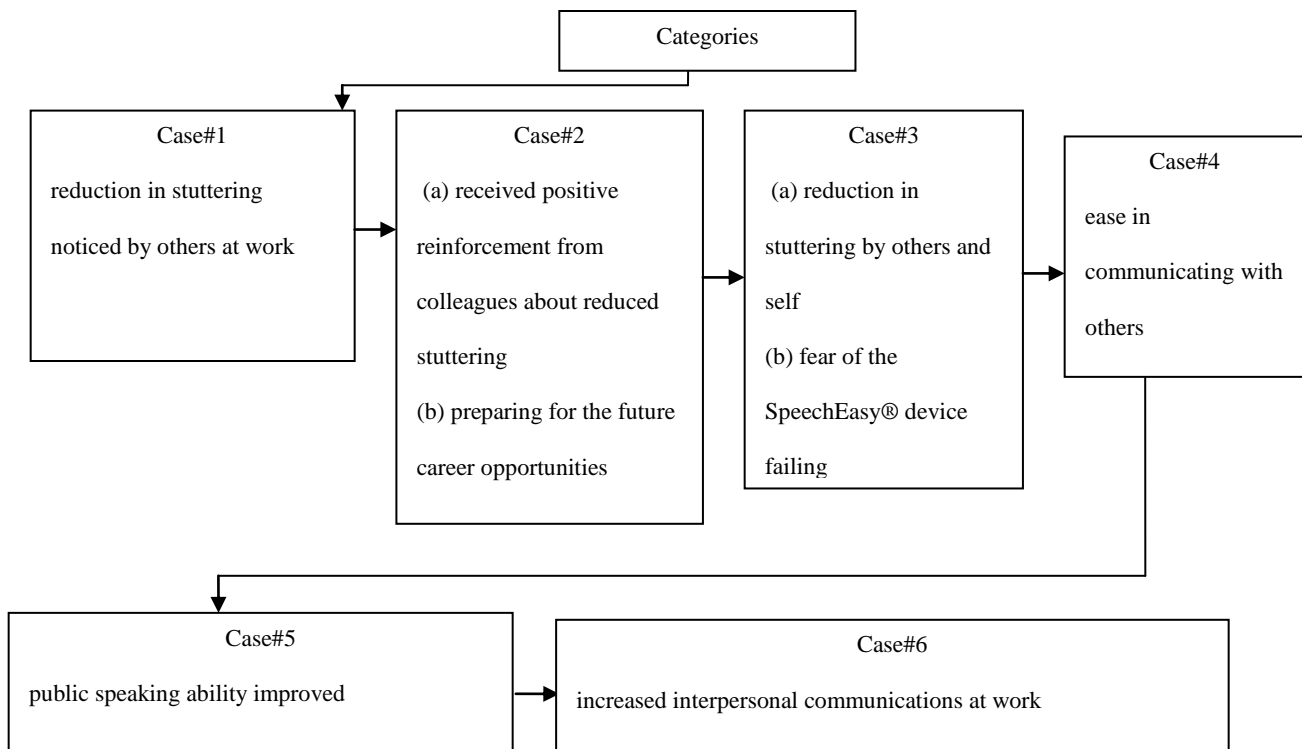 Categories
Case#1
reduction in stuttering
noticed by others at work
Case#2
(a) received positive
reinforcement from
colleagues about reduced
stuttering
(b) preparing for the future
career opportunities
Case#3
(a) reduction in
stuttering by others and
self
(b) fear of the
SpeechEasy® device
failing
Case#4
ease in
communicating with
others
Case#5
public speaking ability improved
Case#6
increased interpersonal communications at work